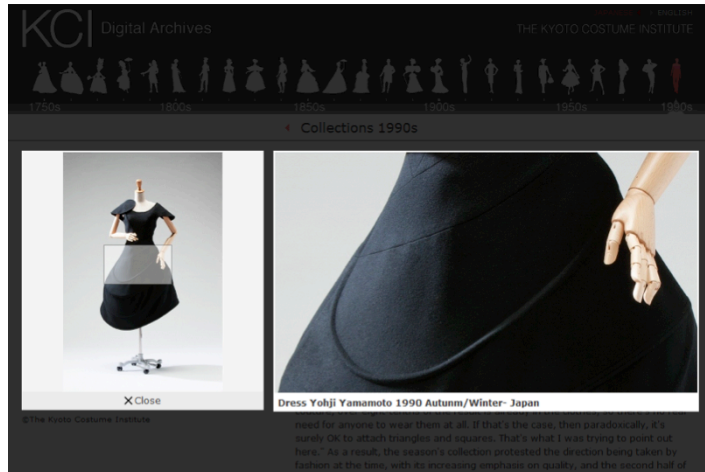 ENGLISH
KCI Digital Archives
THE KYOTO COSTUME INSTITUTE
1750s 1800s 1850s 1900s 1950s 1990s
Collections 1990s
Close
Dress Yohji Yamamoto 1990 Autunm/Winter- Japan
©The Kyoto Costume Institute
need for anyone to wear them at all. If that's the case, then paradoxically, it's
surely OK to attach triangles and squares. That's what I was trying to point out
here." As a result, the season's collection protested the direction being taken by
fashion at the time, with its increasing emphasis on quality, and the second half of